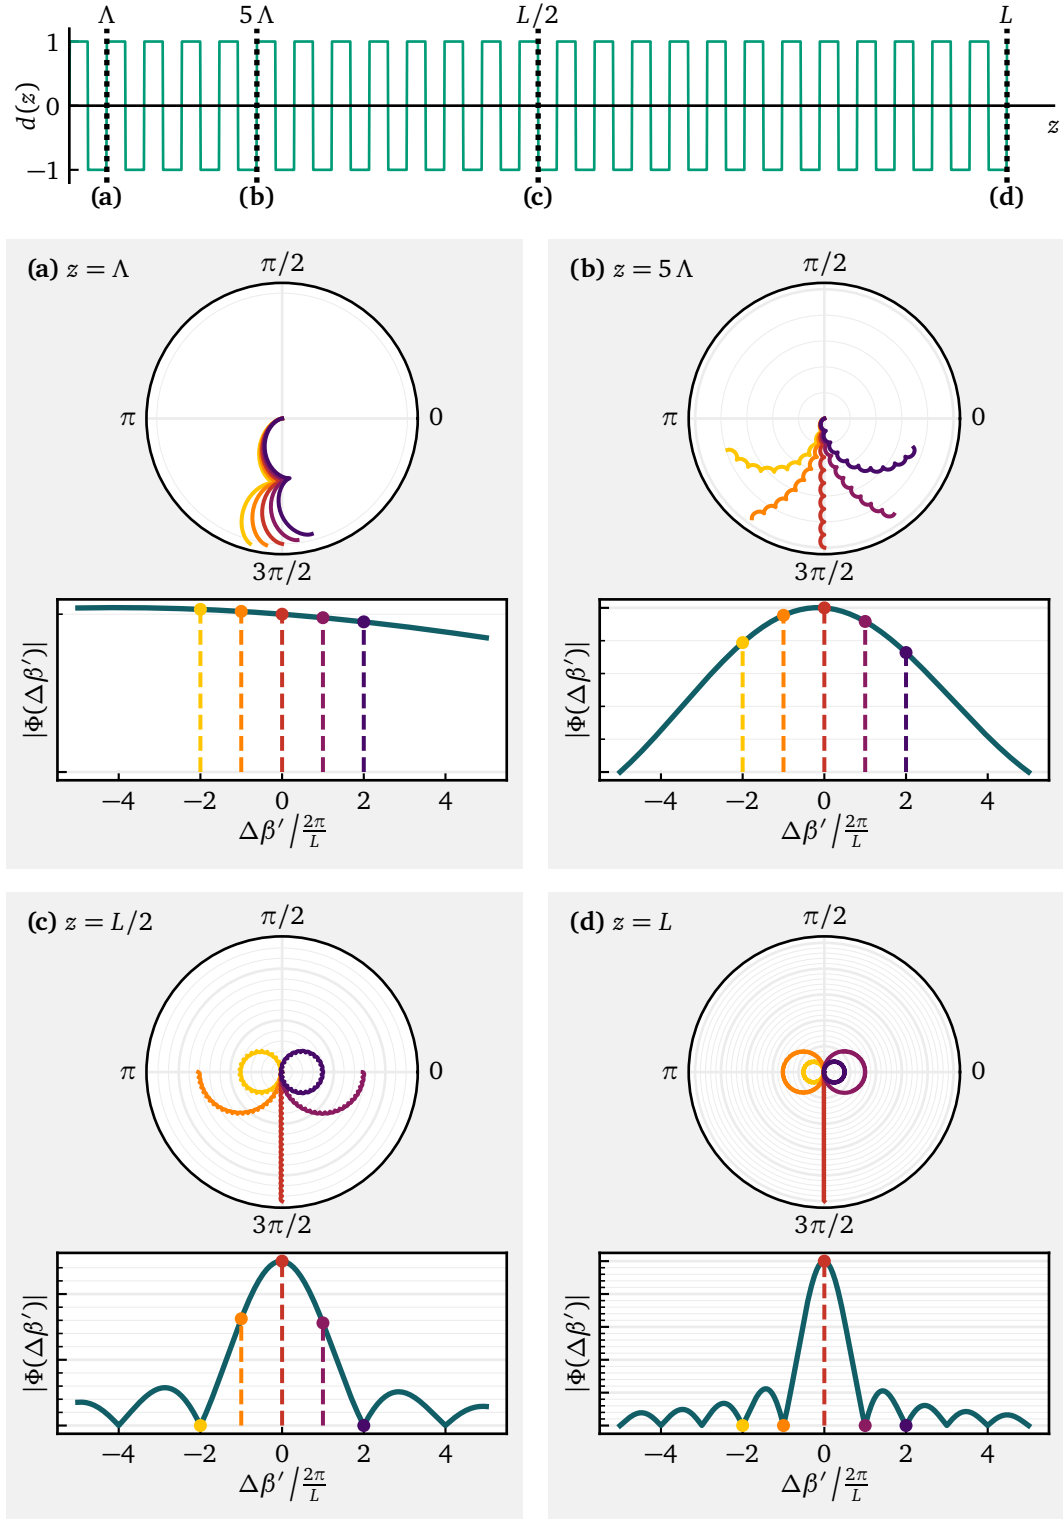 Λ 5 Λ L/2 L
d(z)
1
0
−1
z
(a) (b) (c) (d)
(a) z = Λ
π/2
π
0
3π/2
|Φ(Δβ′)|
−4 −2 0 2 4
Δβ′ / 2π/L
(b) z = 5 Λ
π/2
π
0
3π/2
|Φ(Δβ′)|
−4 −2 0 2 4
Δβ′ / 2π/L
(c) z = L/2
π/2
π
0
3π/2
|Φ(Δβ′)|
−4 −2 0 2 4
Δβ′ / 2π/L
(d) z = L
π/2
π
0
3π/2
|Φ(Δβ′)|
−4 −2 0 2 4
Δβ′ / 2π/L